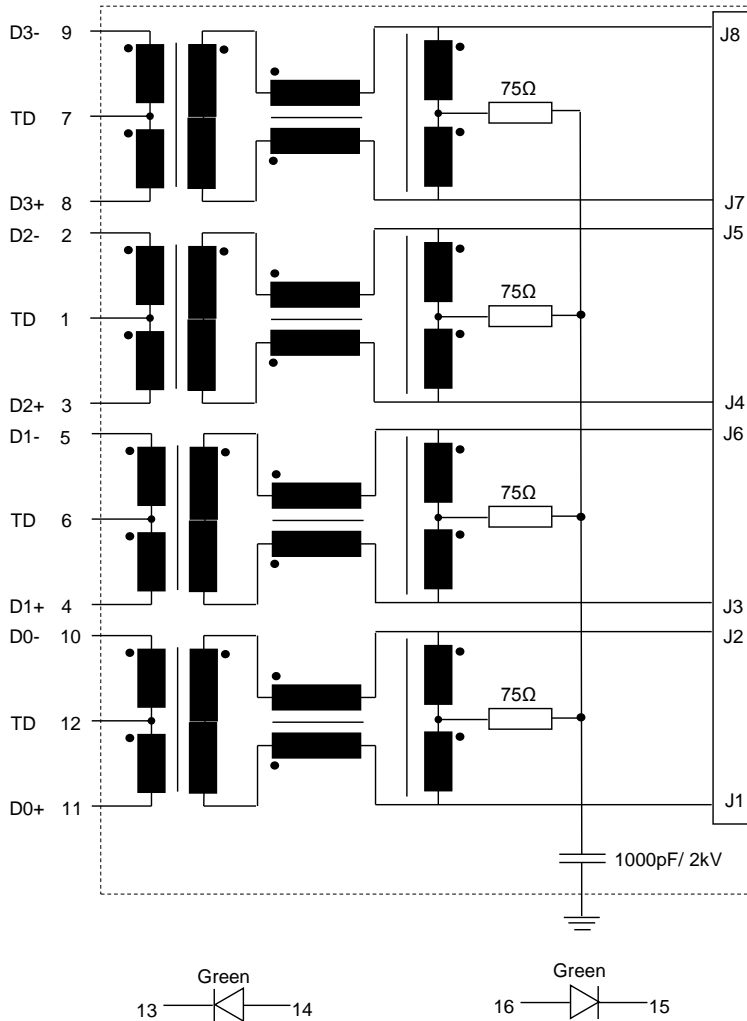 D3- 9
J8
75Ω
TD 7
D3+ 8
J7
D2- 2
J5
75Ω
TD 1
D2+ 3
J4
D1- 5
J6
75Ω
TD 6
D1+ 4
J3
D0- 10
J2
75Ω
TD 12
D0+ 11
J1
1000pF/ 2kV
Green
13 14
Green
16 15